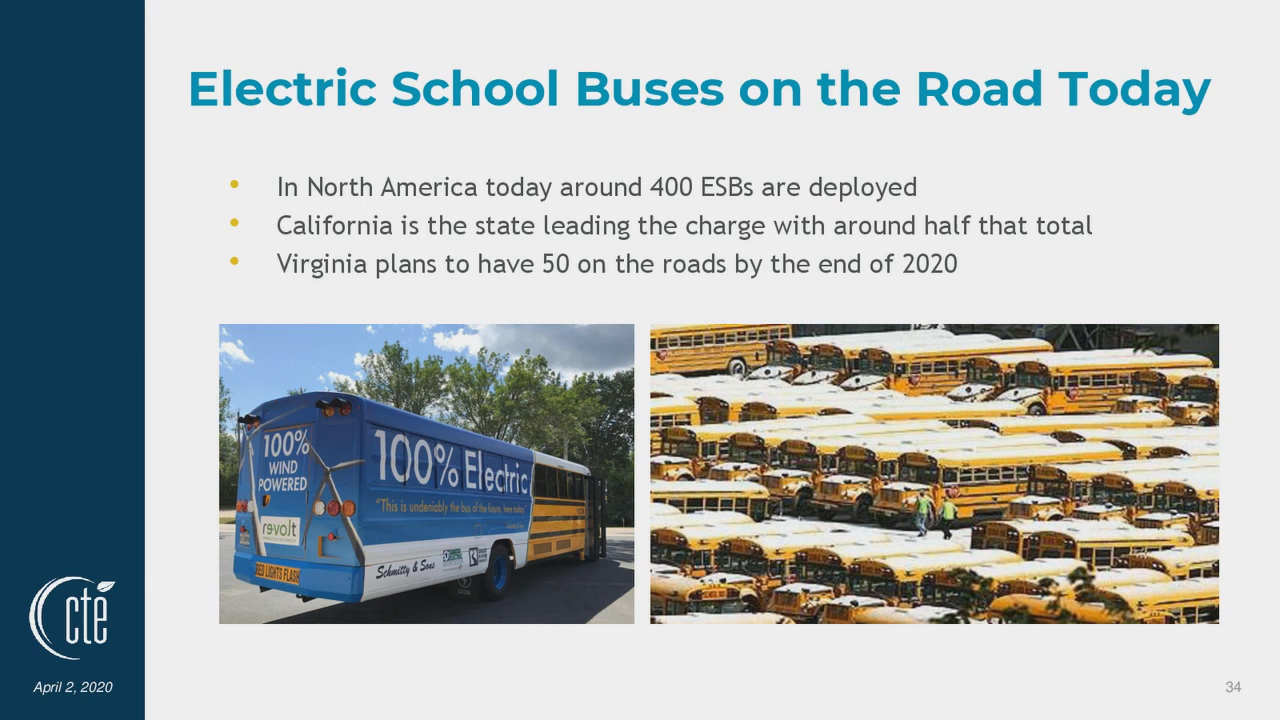 Electric School Buses on the Road Today
• In North America today around 400 ESBs are deployed
• California is the state leading the charge with around half that total
• Virginia plans to have 50 on the roads by the end of 2020
100%
WIND
POWERED
revolt
RED LIGHTS FLASH
100% Electric
"This is undeniably the bus of the future, here today."
Schmitty & Sons
cte
April 2, 2020
34